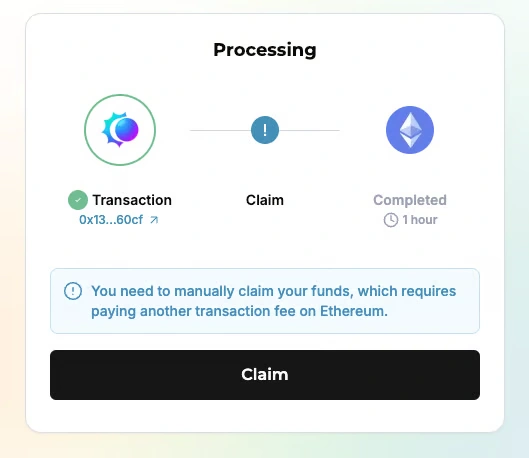 Processing
Transaction
0x13...60cf ↗
Claim
Completed
1 hour
You need to manually claim your funds, which requires
paying another transaction fee on Ethereum.
Claim